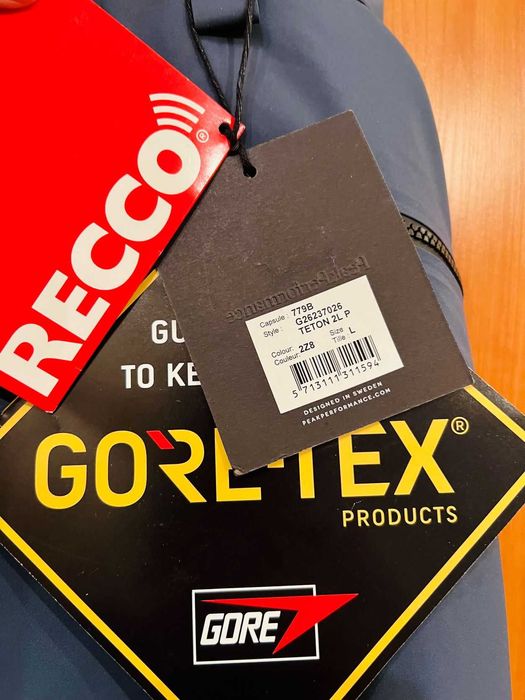 RECCO®
Capsule : 779B
Style : G26237026
TETON 2L P
Colour: Size
Couleur: 2Z8 Title : L
5 713111 311594
DESIGNED IN SWEDEN
PEAKPERFORMANCE.COM
GU
TO KE
GORE-TEX®
PRODUCTS
GORE